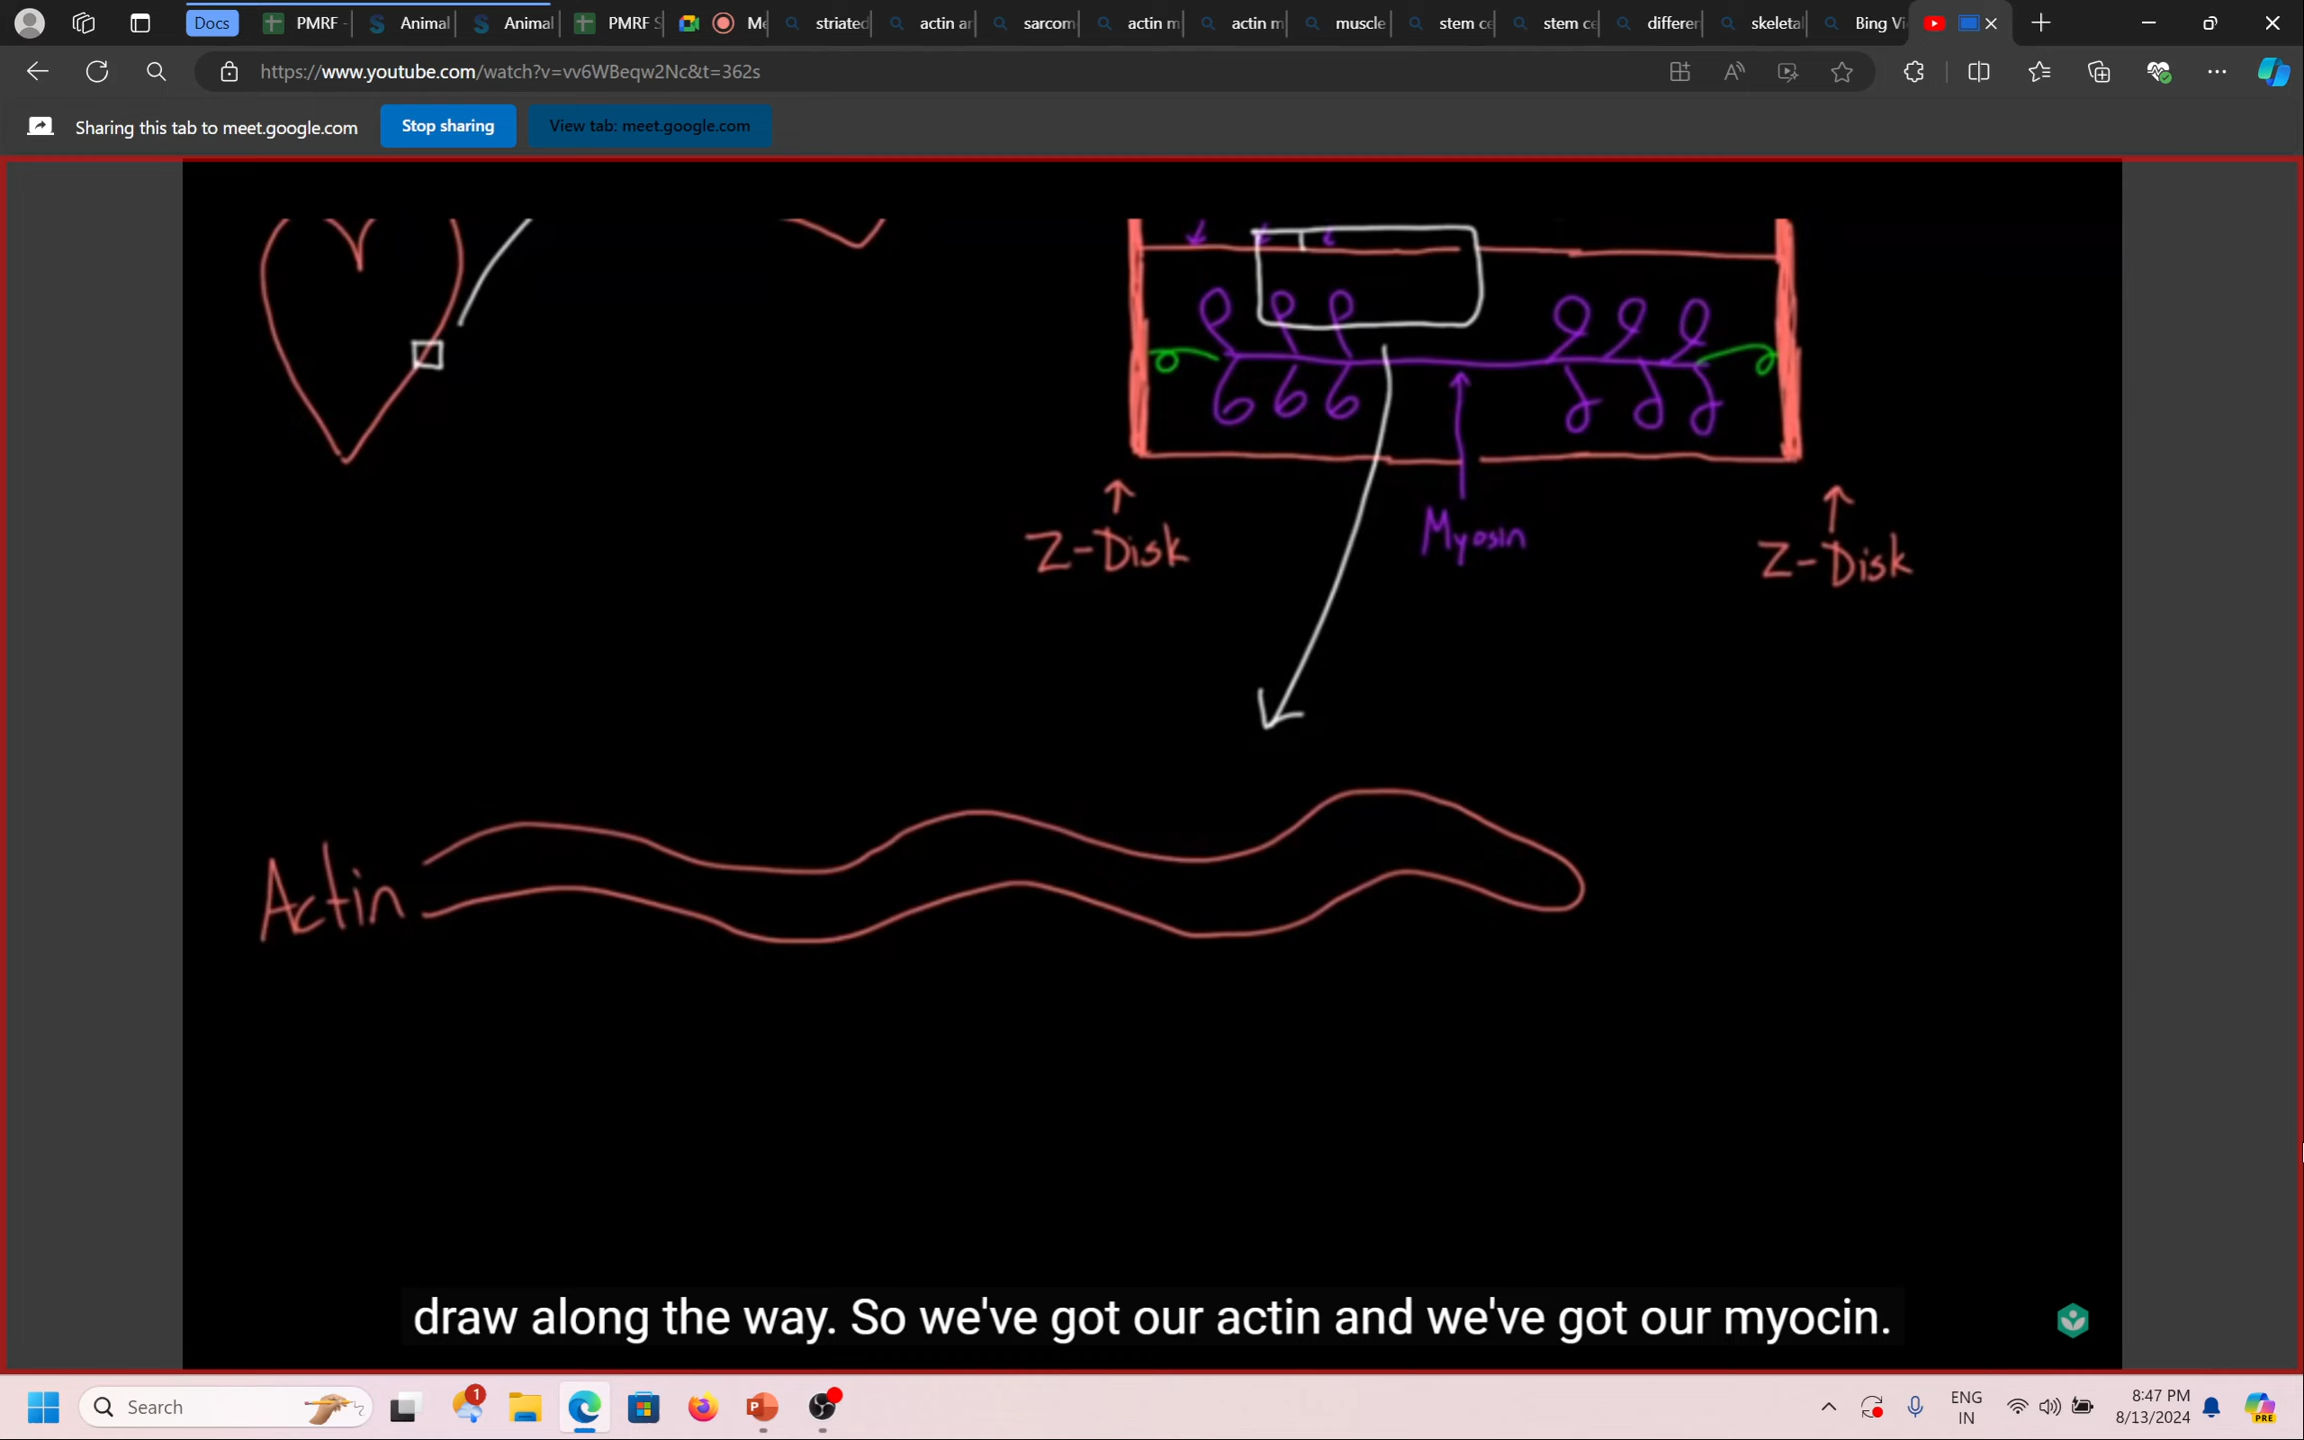 Docs PMRF - Animal Animal PMRF S Me striated actin ar sarcom actin m actin m muscle stem ce stem ce differer skeletal Bing Vi
https://www.youtube.com/watch?v=vv6WBeqw2Nc&t=362s
Sharing this tab to meet.google.com Stop sharing View tab: meet.google.com
Myosin
Z-Disk Z-Disk
Actin
draw along the way. So we've got our actin and we've got our myocin.
1
Search ENG 8:47 PM
IN 8/13/2024
PRE